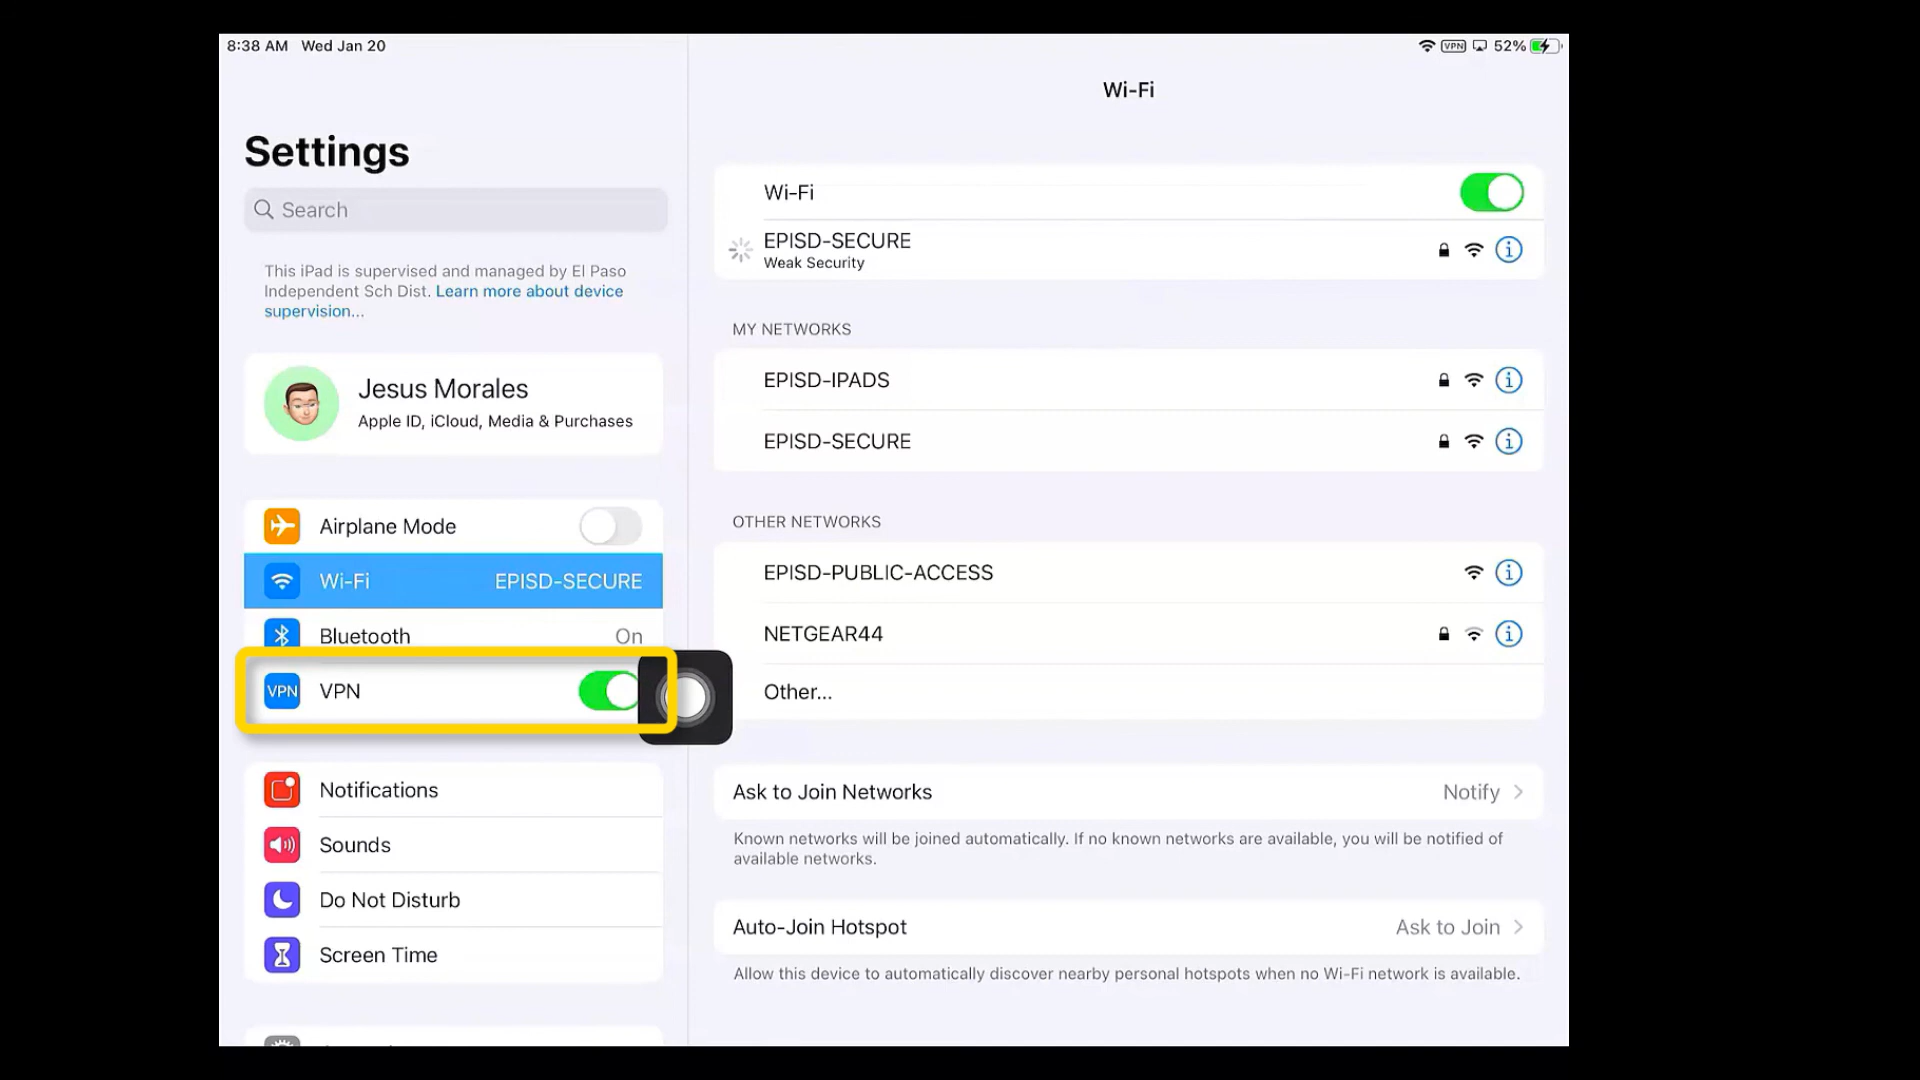 8:38 AM Wed Jan 20
VPN 52%
Settings
Search
This iPad is supervised and managed by El Paso
Independent Sch Dist. Learn more about device
supervision...
Jesus Morales
Apple ID, iCloud, Media & Purchases
Airplane Mode
Wi-Fi EPISD-SECURE
Bluetooth On
VPN VPN
Notifications
Sounds
Do Not Disturb
Screen Time
Wi-Fi
Wi-Fi
EPISD-SECURE
Weak Security
MY NETWORKS
EPISD-IPADS
EPISD-SECURE
OTHER NETWORKS
EPISD-PUBLIC-ACCESS
NETGEAR44
Other...
Ask to Join Networks Notify
Known networks will be joined automatically. If no known networks are available, you will be notified of
available networks.
Auto-Join Hotspot Ask to Join
Allow this device to automatically discover nearby personal hotspots when no Wi-Fi network is available.